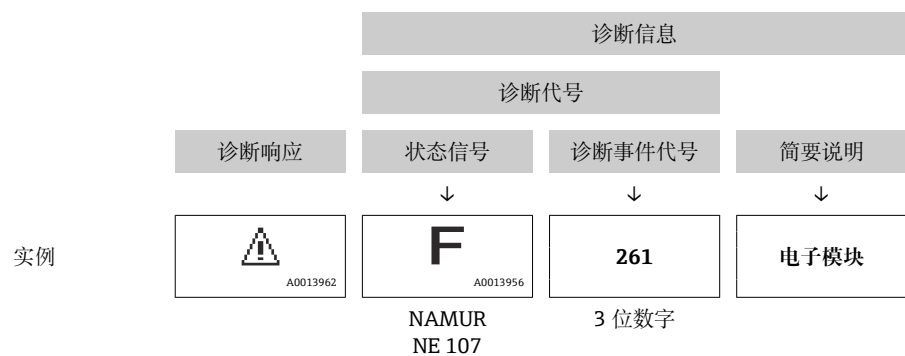 诊断信息
诊断代号
诊断响应 状态信号 诊断事件代号 简要说明
↓ ↓ ↓
实例 F 261 电子模块
A0013962 A0013956
NAMUR 3 位数字
NE 107